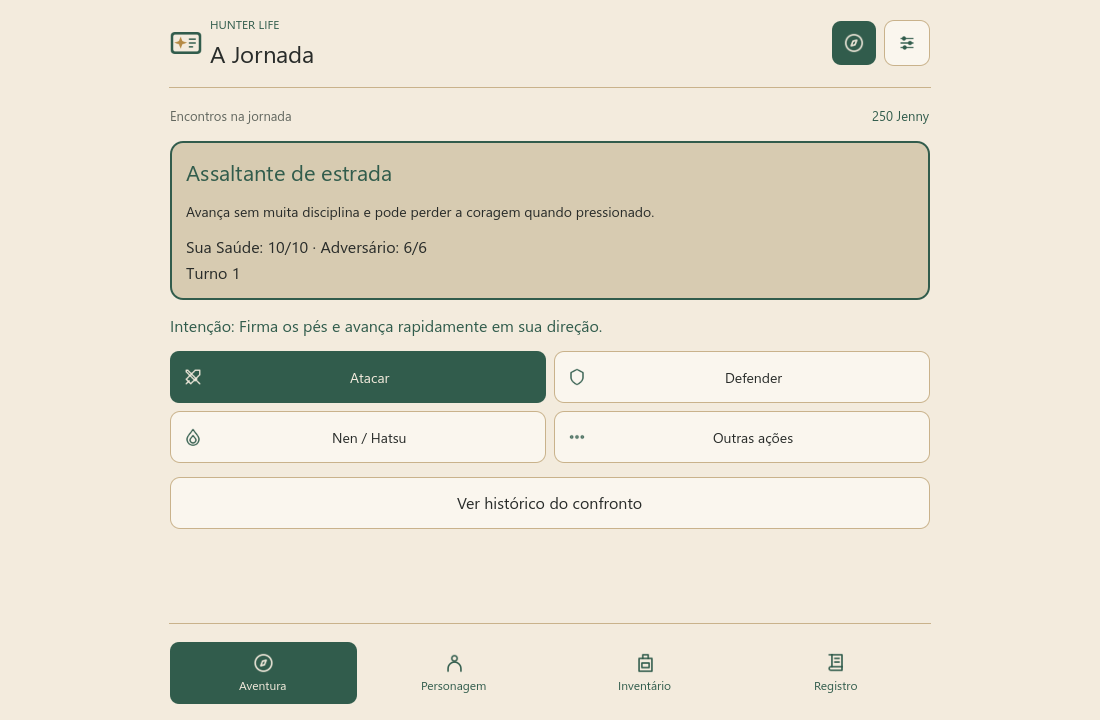 HUNTER LIFE
A Jornada
Encontros na jornada
250 Jenny
Assaltante de estrada
Avança sem muita disciplina e pode perder a coragem quando pressionado.
Sua Saúde: 10/10 · Adversário: 6/6
Turno 1
Intenção: Firma os pés e avança rapidamente em sua direção.
Atacar
Defender
Nen / Hatsu
Outras ações
Ver histórico do confronto
Aventura
Personagem
Inventário
Registro